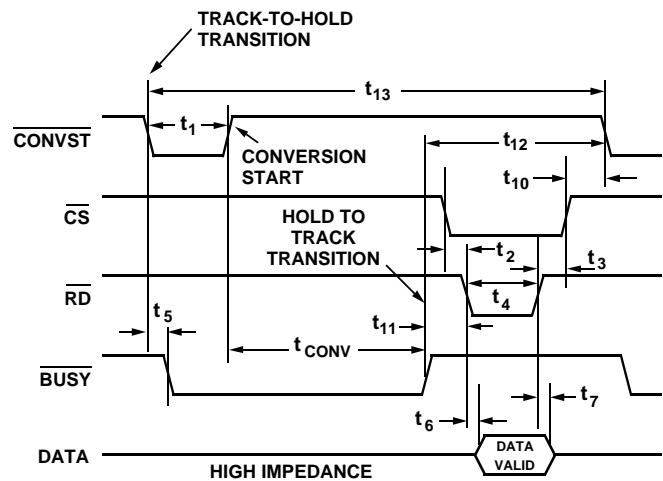 TRACK-TO-HOLD
TRANSITION
t13
CONVST
t1
t12
CONVERSION
START
t10
CS
HOLD TO
TRACK
TRANSITION
t2
t3
RD
t4
t5
t11
tCONV
BUSY
t6
t7
DATA
HIGH IMPEDANCE
DATA
VALID